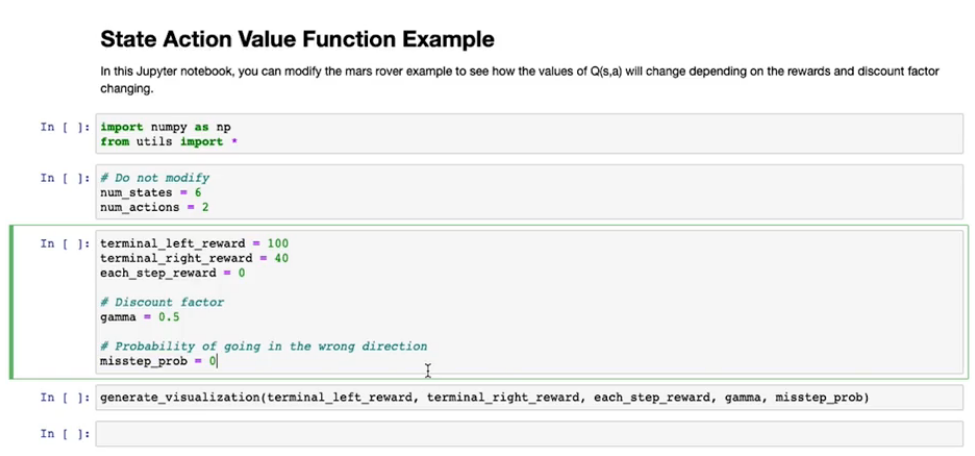 State Action Value Function Example
In this Jupyter notebook, you can modify the mars rover example to see how the values of Q(s,a) will change depending on the rewards and discount factor
changing.
In [ ]: import numpy as np
from utils import *
In [ ]: # Do not modify
num_states = 6
num_actions = 2
In [ ]: terminal_left_reward = 100
terminal_right_reward = 40
each_step_reward = 0
# Discount factor
gamma = 0.5
# Probability of going in the wrong direction
misstep_prob = 0
In [ ]: generate_visualization(terminal_left_reward, terminal_right_reward, each_step_reward, gamma, misstep_prob)
In [ ]: